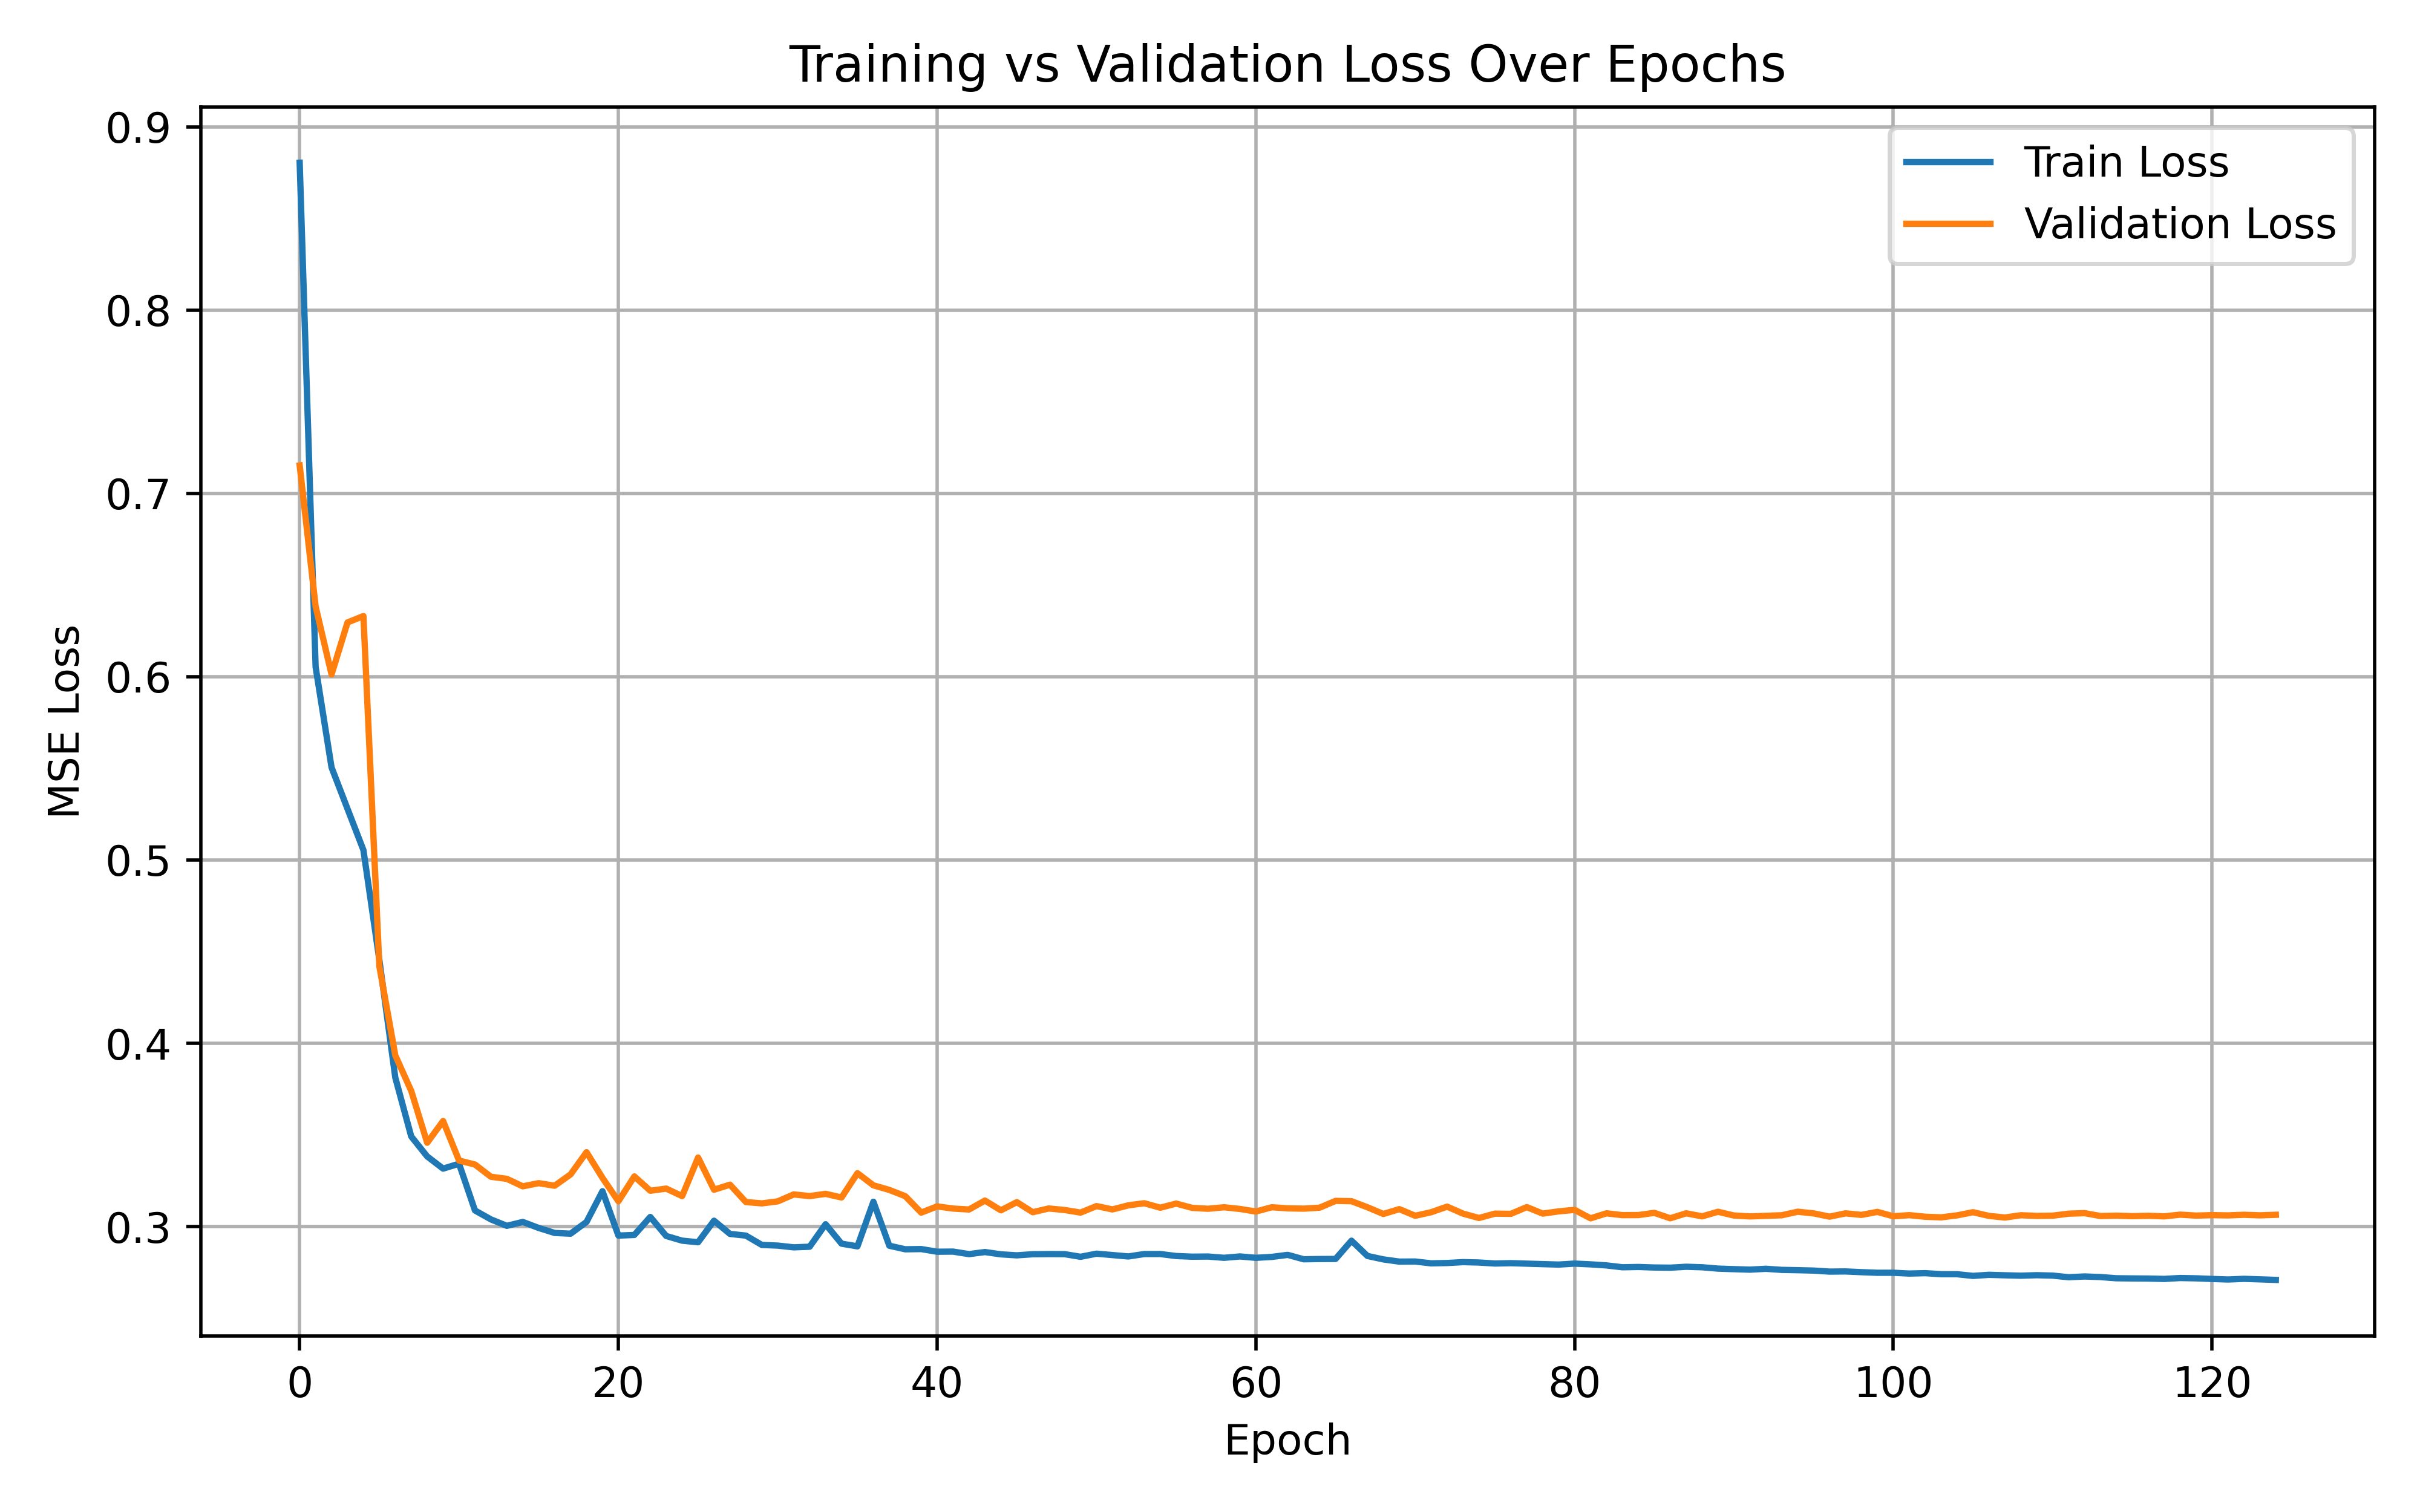 Training vs Validation Loss Over Epochs
Train Loss
Validation Loss
MSE Loss
0.9
0.8
0.7
0.6
0.5
0.4
0.3
0 20 40 60 80 100 120
Epoch